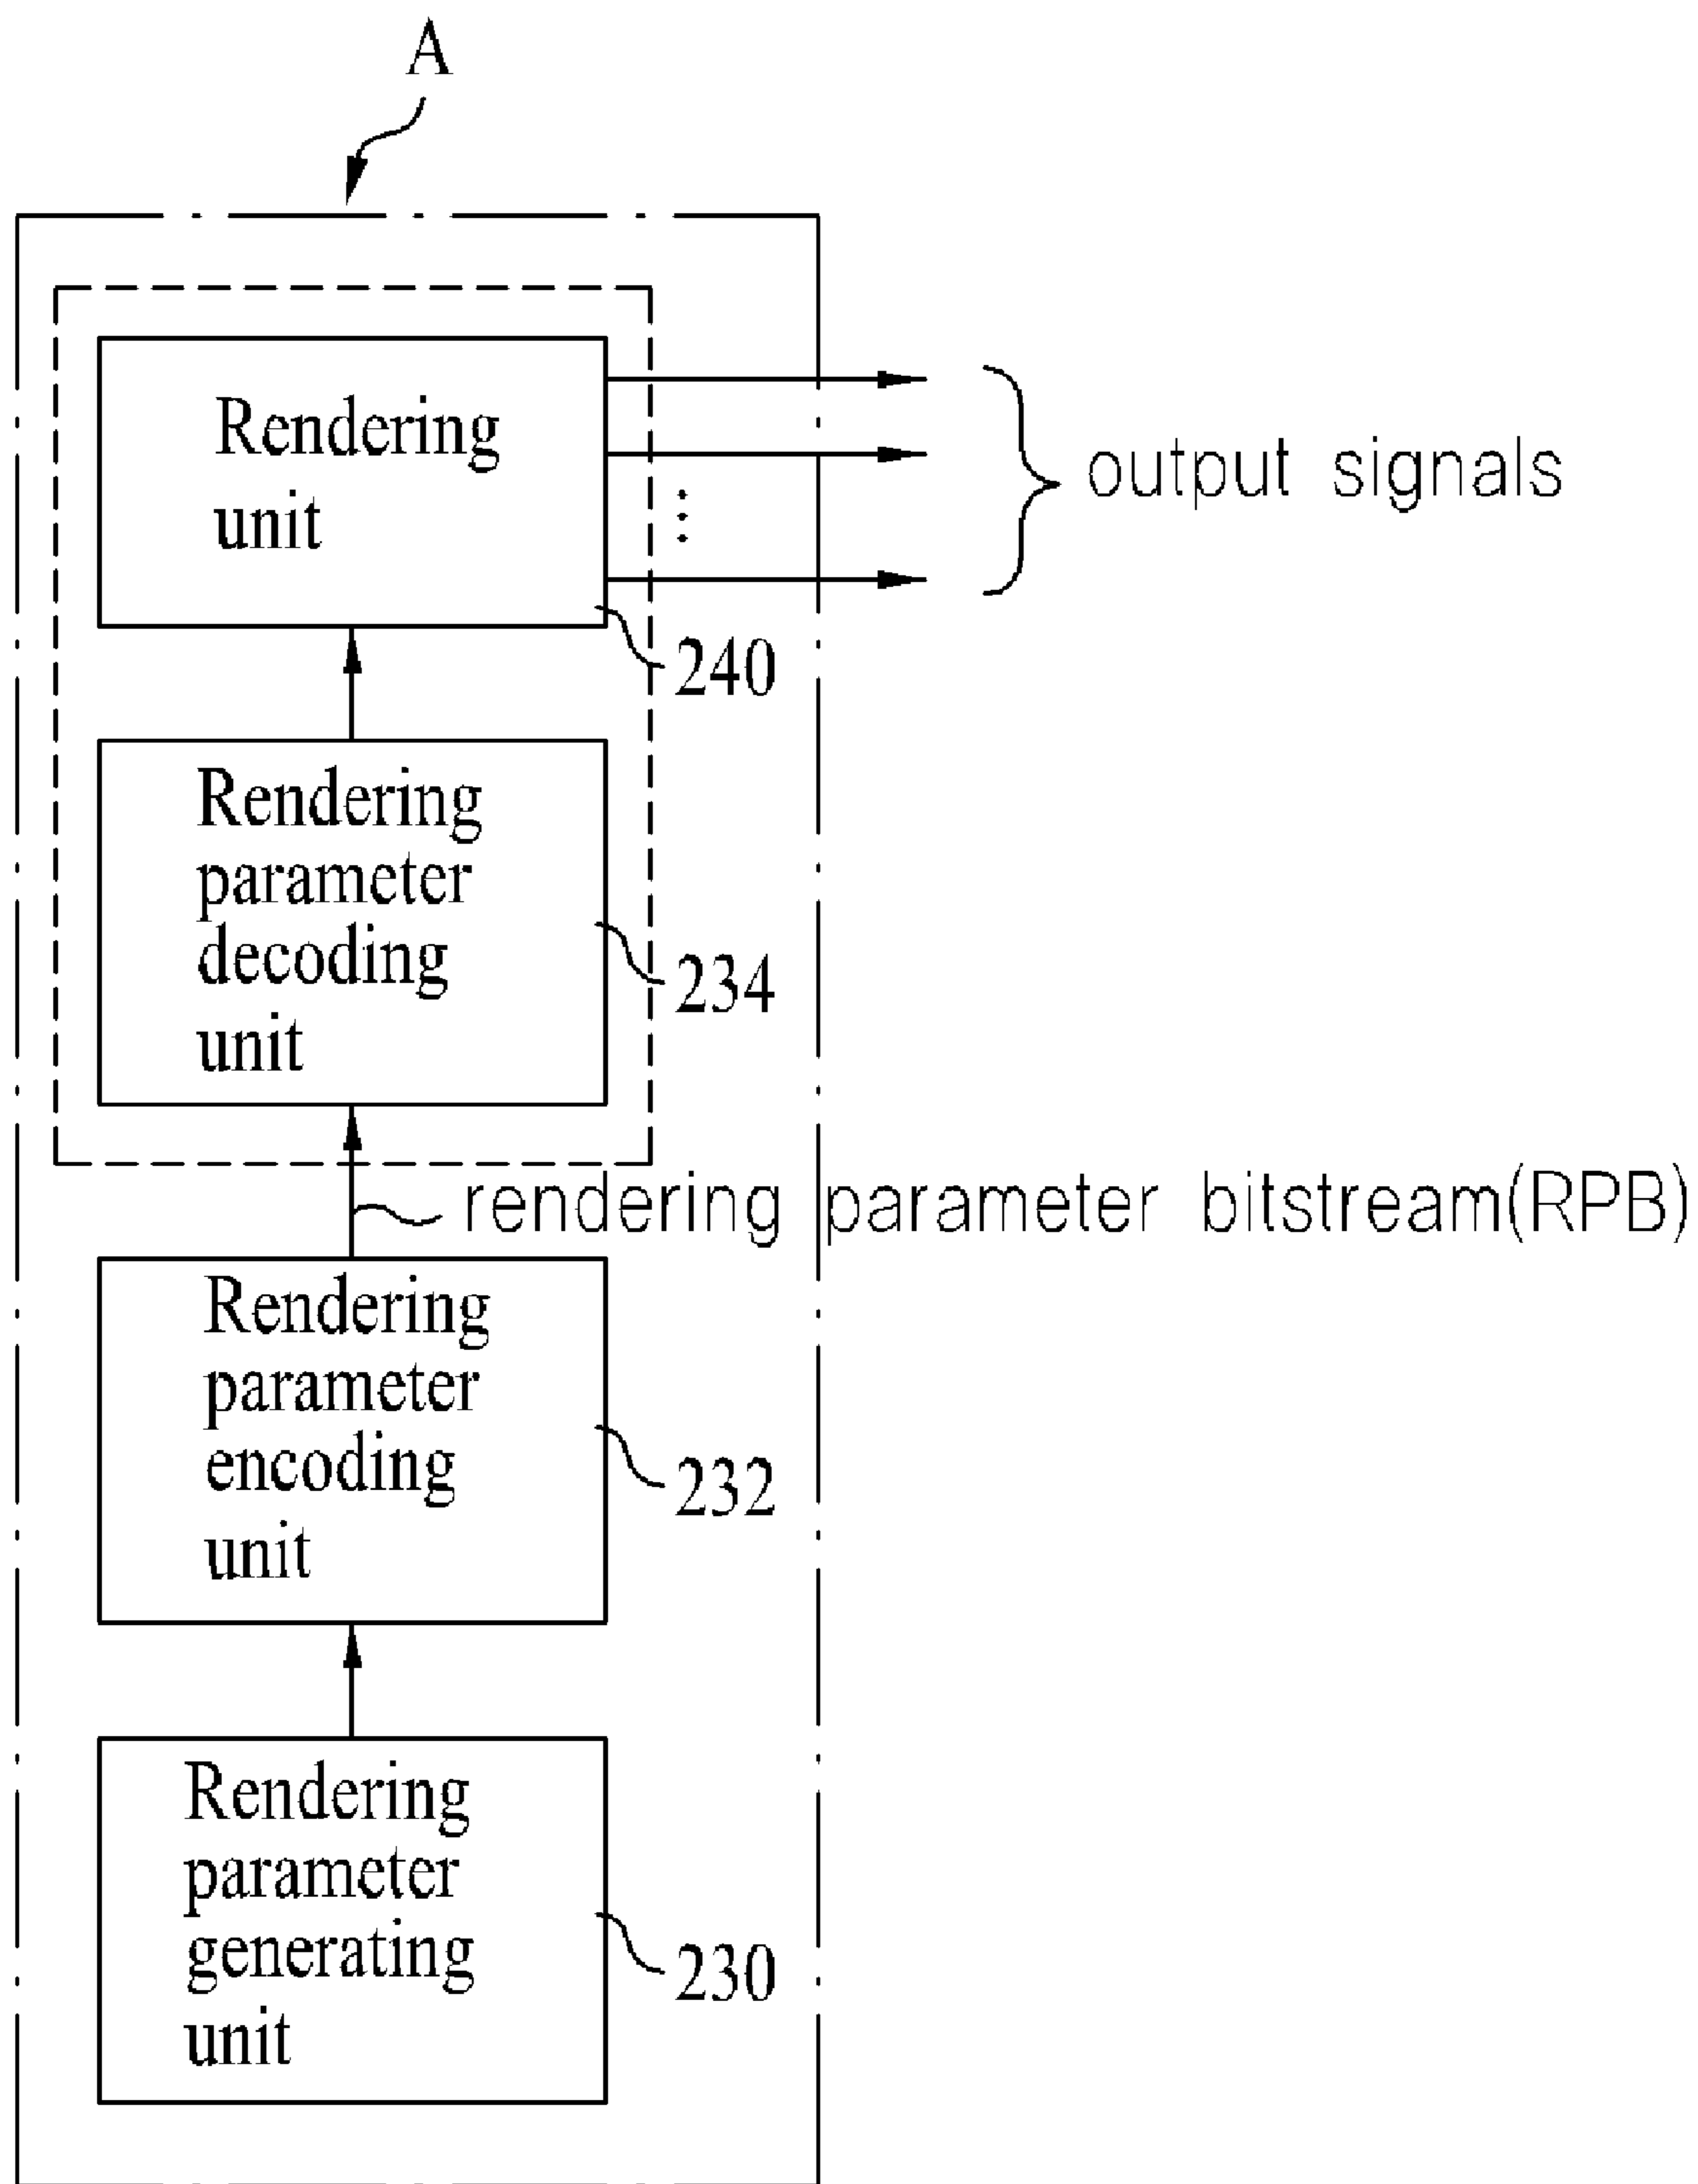 A
Rendering
unit
⋮
output signals
240
Rendering
parameter
decoding
unit
234
rendering parameter bitstream(RPB)
Rendering
parameter
encoding
unit
232
Rendering
parameter
generating
unit
230